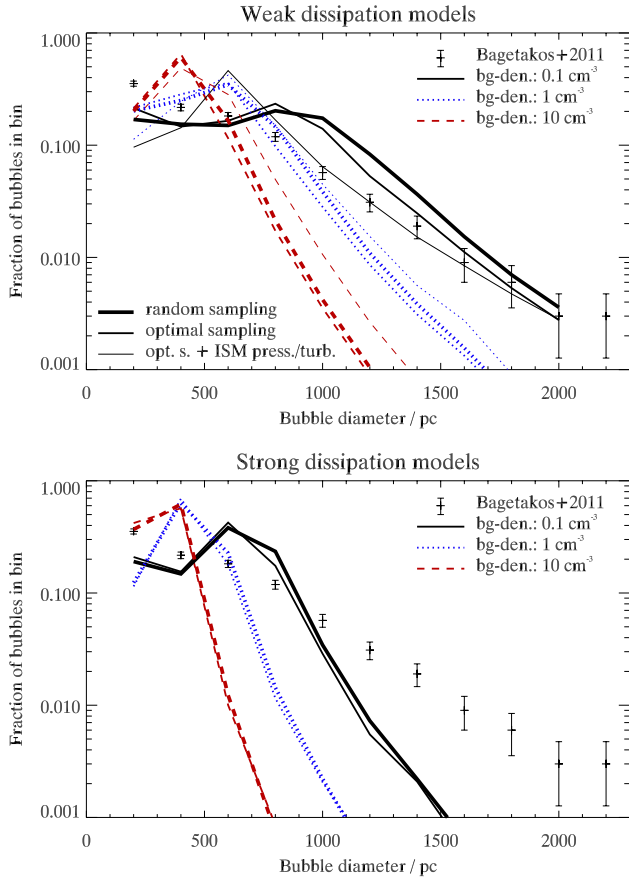 Weak dissipation models
1.000
0.100
0.010
0.001
Fraction of bubbles in bin
Bagetakos+2011
bg-den.: 0.1 cm⁻³
bg-den.: 1 cm⁻³
bg-den.: 10 cm⁻³
random sampling
optimal sampling
opt. s. + ISM press./turb.
0 500 1000 1500 2000
Bubble diameter / pc
Strong dissipation models
1.000
0.100
0.010
0.001
Fraction of bubbles in bin
Bagetakos+2011
bg-den.: 0.1 cm⁻³
bg-den.: 1 cm⁻³
bg-den.: 10 cm⁻³
0 500 1000 1500 2000
Bubble diameter / pc